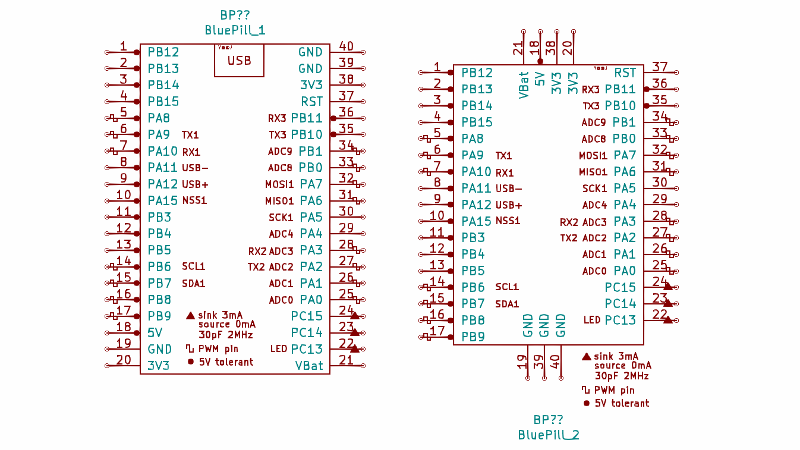 BP??
BluePill_1
USB
1 PB12 GND 40
2 PB13 GND 39
3 PB14 3V3 38
4 PB15 RST 37
5 PA8 RX3 PB11 36
6 PA9 TX1 TX3 PB10 35
7 PA10 RX1 ADC9 PB1 34
8 PA11 USB- ADC8 PB0 33
9 PA12 USB+ MOSI1 PA7 32
10 PA15 NSS1 MISO1 PA6 31
11 PB3 SCK1 PA5 30
12 PB4 ADC4 PA4 29
13 PB5 RX2 ADC3 PA3 28
14 PB6 SCL1 TX2 ADC2 PA2 27
15 PB7 SDA1 ADC1 PA1 26
16 PB8 ADC0 PA0 25
17 PB9 PC15 24
18 5V PC14 23
19 GND LED PC13 22
20 3V3 VBat 21
sink 3mA
source 0mA
30pF 2MHz
PWM pin
5V tolerant
21 18 38 20
VBat 5V 3V3 3V3
1 PB12 RST 37
2 PB13 RX3 PB11 36
3 PB14 TX3 PB10 35
4 PB15 ADC9 PB1 34
5 PA8 ADC8 PB0 33
6 PA9 TX1 MOSI1 PA7 32
7 PA10 RX1 MISO1 PA6 31
8 PA11 USB- SCK1 PA5 30
9 PA12 USB+ ADC4 PA4 29
10 PA15 NSS1 RX2 ADC3 PA3 28
11 PB3 TX2 ADC2 PA2 27
12 PB4 ADC1 PA1 26
13 PB5 ADC0 PA0 25
14 PB6 SCL1 PC15 24
15 PB7 SDA1 PC14 23
16 PB8 LED PC13 22
17 PB9
GND GND GND
19 39 40
sink 3mA
source 0mA
30pF 2MHz
PWM pin
5V tolerant
BP??
BluePill_2